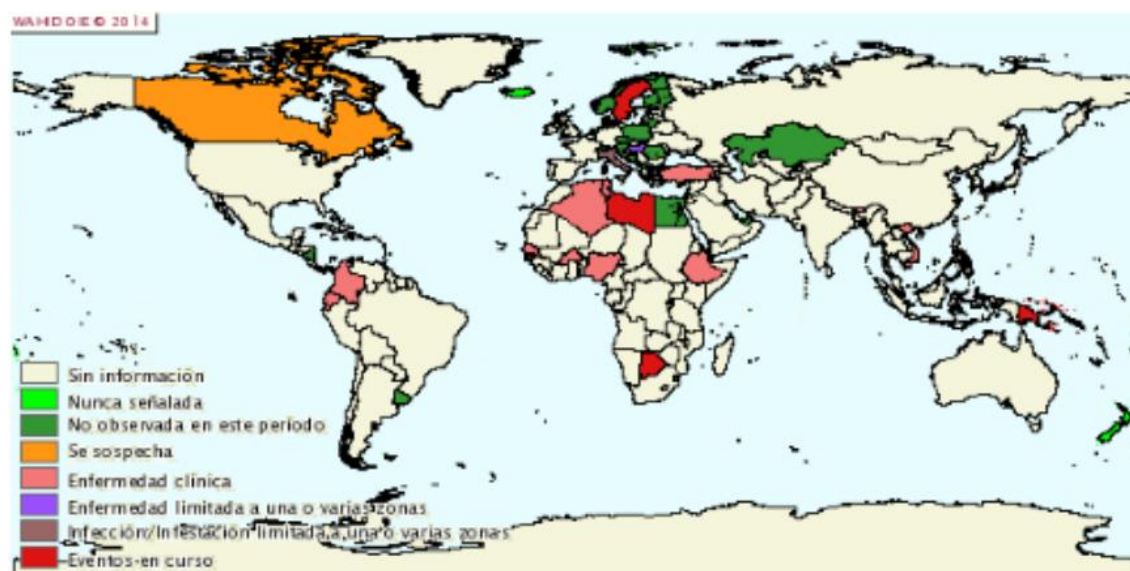 WAHID OIE © 2014
Sin información
Nunca señalada
No observada en este período
Se sospecha
Enfermedad clínica
Enfermedad limitada a una o varias zonas
Infección/Infestación limitada a una o varias zonas
Eventos en curso